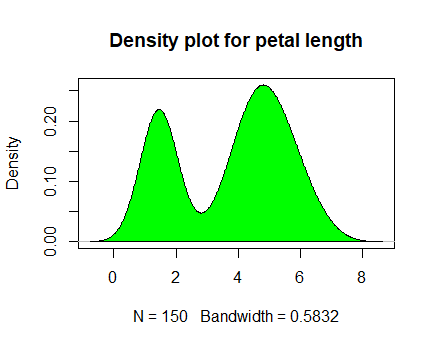 Density plot for petal length
Density
0.20
0.10
0.00
0 2 4 6 8
N = 150 Bandwidth = 0.5832